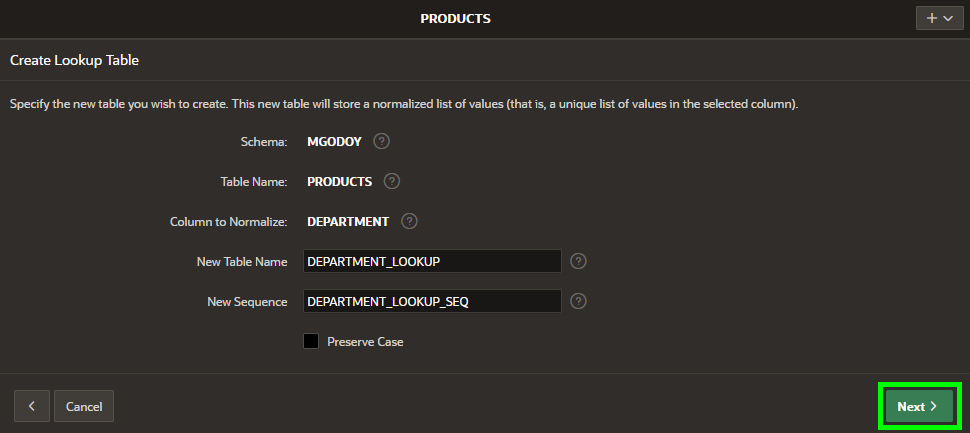 PRODUCTS
Create Lookup Table
Specify the new table you wish to create. This new table will store a normalized list of values (that is, a unique list of values in the selected column).
Schema: MGODOY ?
Table Name: PRODUCTS ?
Column to Normalize: DEPARTMENT ?
New Table Name DEPARTMENT_LOOKUP ?
New Sequence DEPARTMENT_LOOKUP_SEQ ?
Preserve Case
Cancel Next